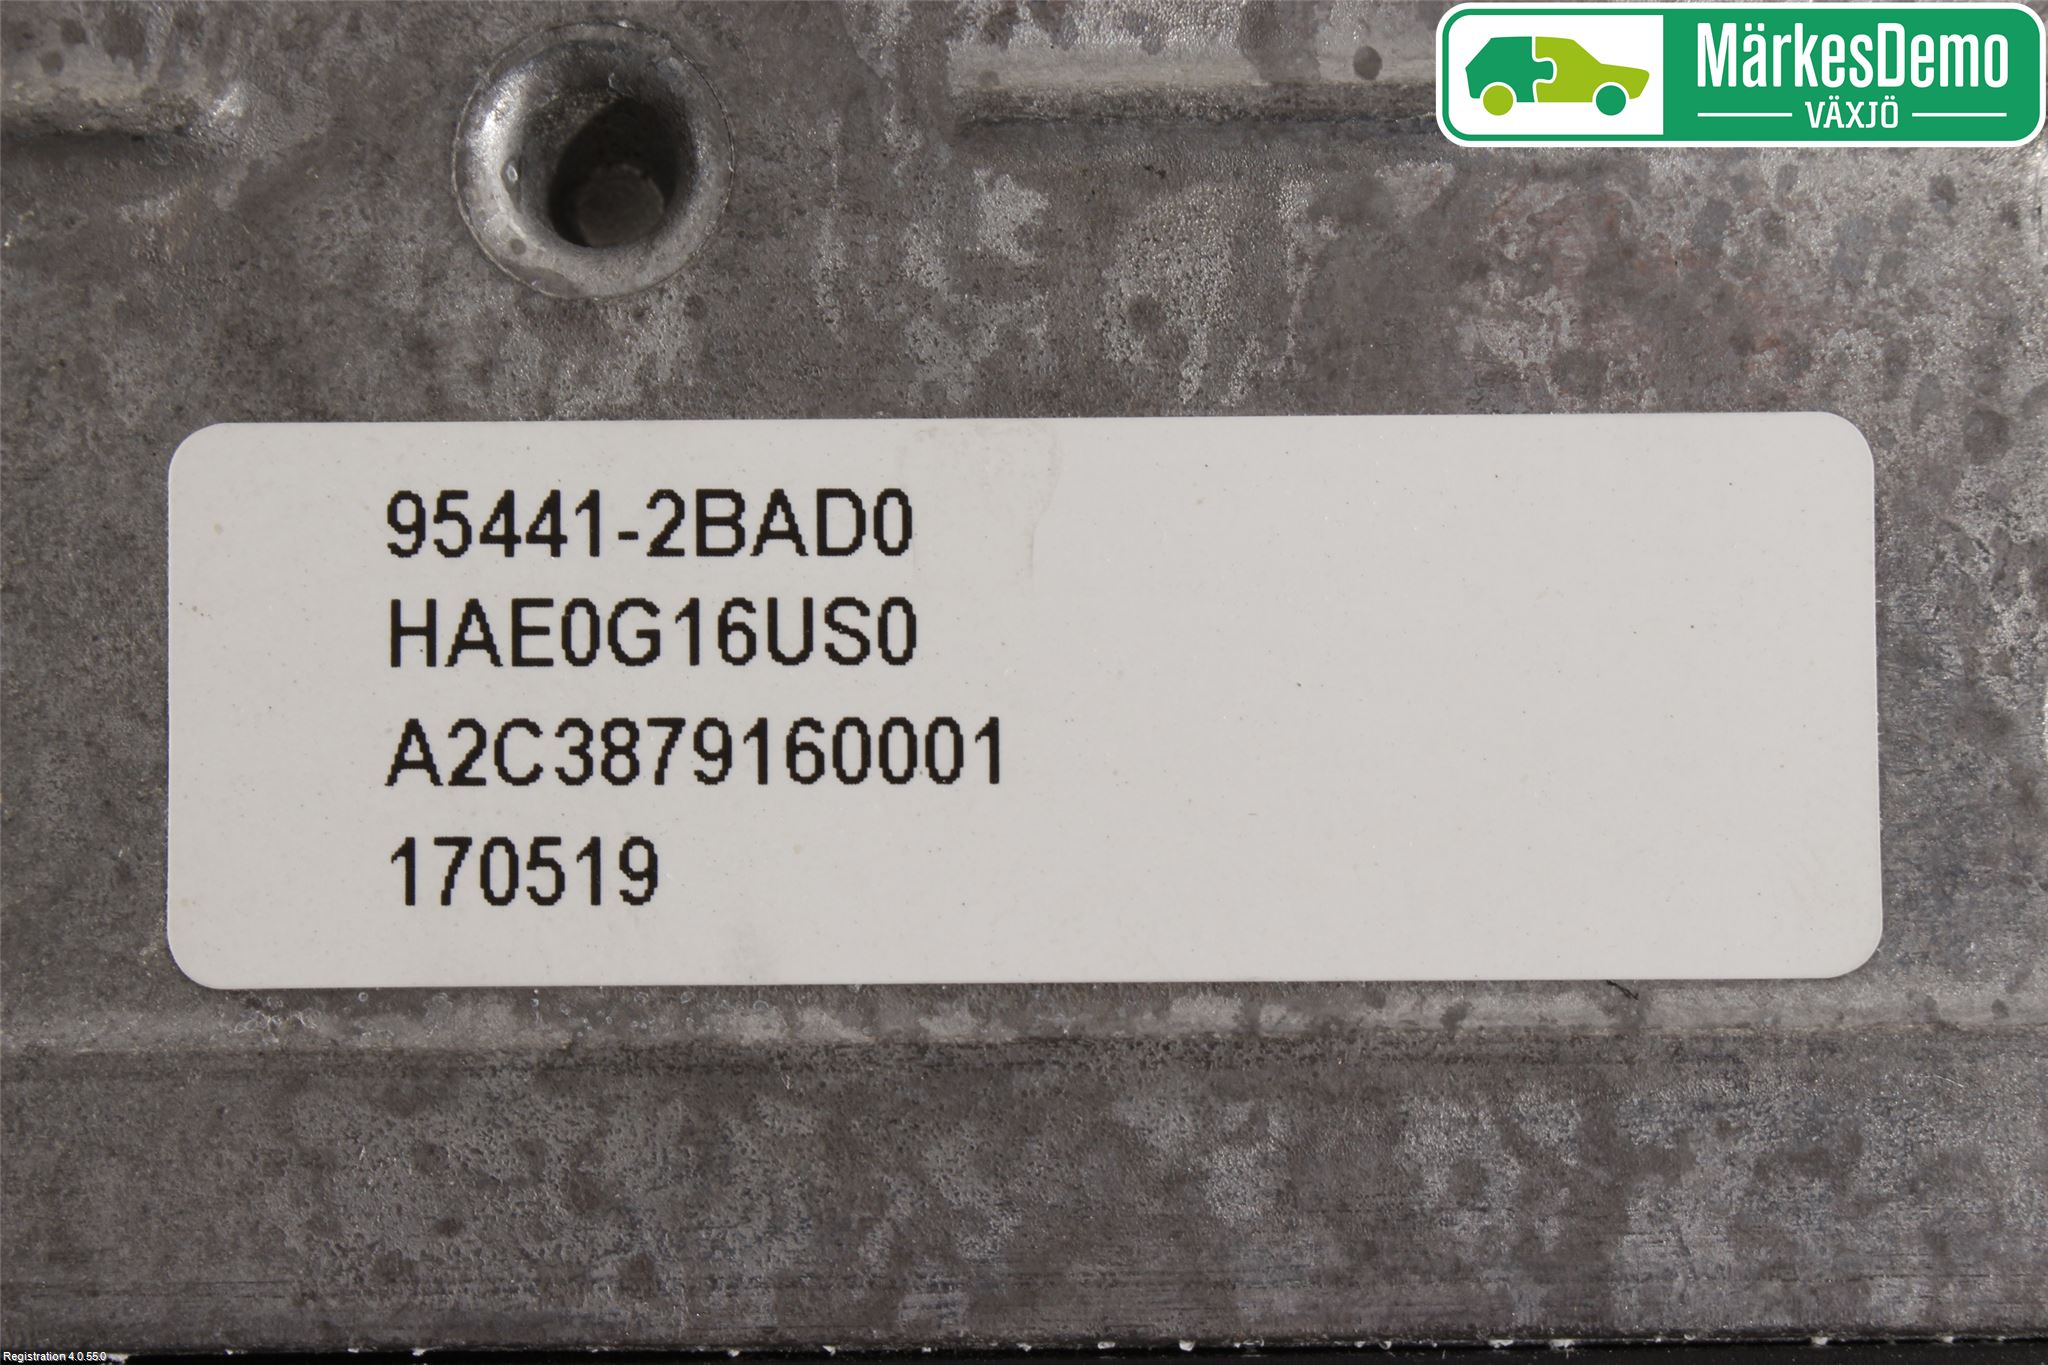 MärkesDemo
VÄXJÖ
95441-2BAD0
HAE0G16US0
A2C3879160001
170519
Registration 4.0.55.0